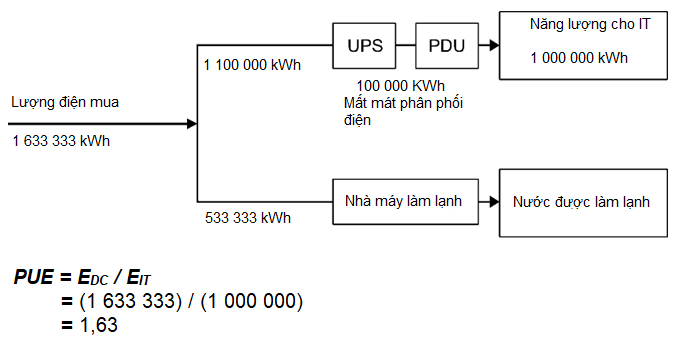 Lượng điện mua
1 633 333 kWh
1 100 000 kWh
UPS
PDU
100 000 KWh
Mất mát phân phối
điện
Năng lượng cho IT
1 000 000 kWh
533 333 kWh
Nhà máy làm lạnh
Nước được làm lạnh
PUE = EDC / EIT
= (1 633 333) / (1 000 000)
= 1,63